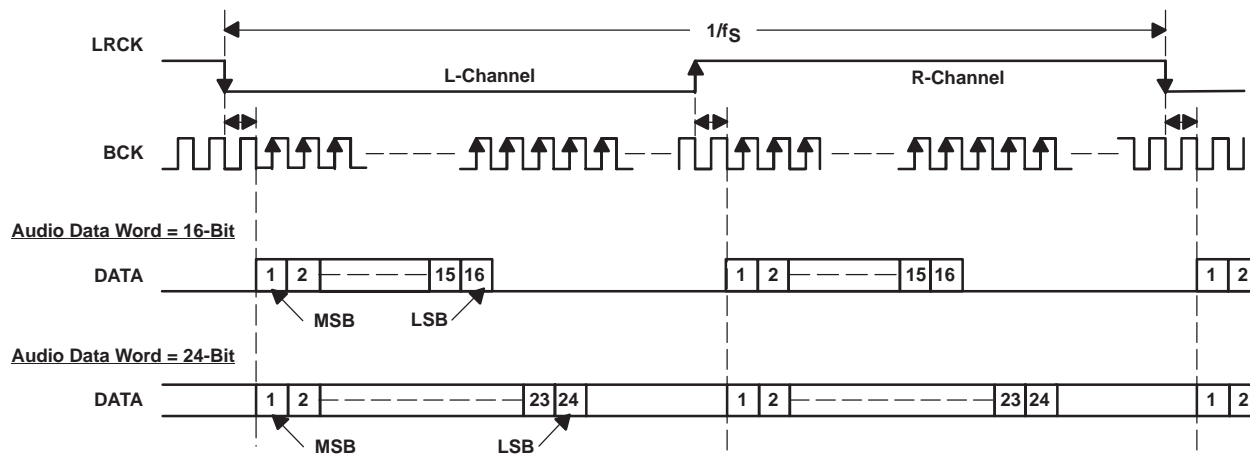 1/fS
LRCK
L-Channel
R-Channel
BCK
Audio Data Word = 16-Bit
DATA
1 2 15 16 1 2 15 16 1 2
MSB LSB
Audio Data Word = 24-Bit
DATA
1 2 23 24 1 2 23 24 1 2
MSB LSB